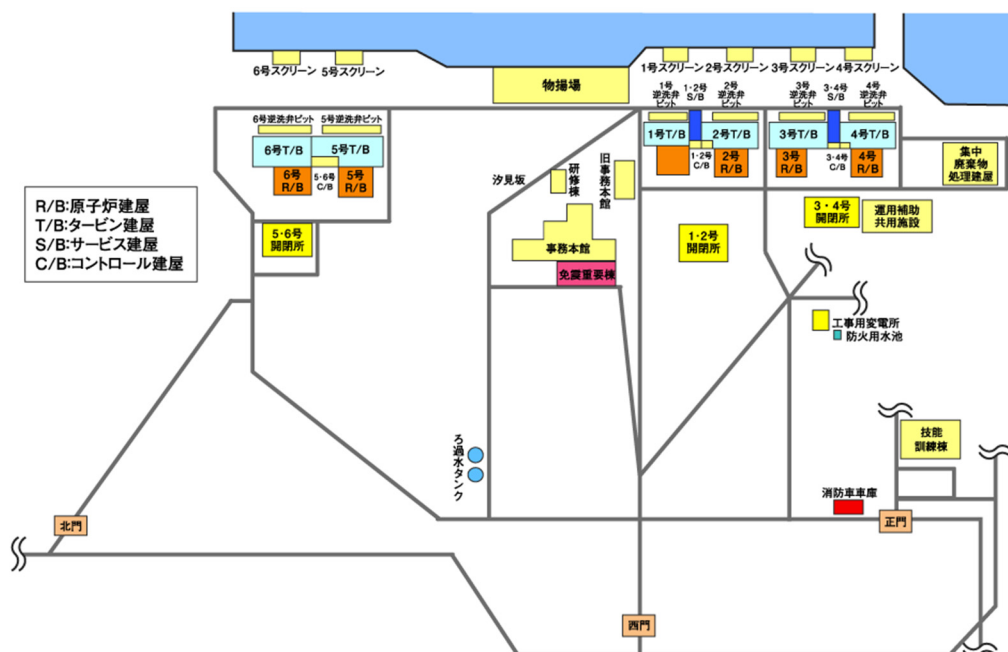 6号スクリーン
5号スクリーン
1号スクリーン
2号スクリーン
3号スクリーン
4号スクリーン
物揚場
1号
逆洗弁
ピット
1・2号
S/B
2号
逆洗弁
ピット
3号
逆洗弁
ピット
3・4号
S/B
4号
逆洗弁
ピット
6号逆洗弁ピット
5号逆洗弁ピット
6号T/B
5号T/B
1号T/B
2号T/B
3号T/B
4号T/B
6号
R/B
5・6号
C/B
5号
R/B
1・2号
C/B
2号
R/B
3号
R/B
3・4号
C/B
4号
R/B
集中
廃棄物
処理建屋
汐見坂
研修棟
旧事務本館
R/B:原子炉建屋
T/B:タービン建屋
S/B:サービス建屋
C/B:コントロール建屋
5・6号
開閉所
事務本館
免震重要棟
1・2号
開閉所
3・4号
開閉所
運用補助
共用施設
工事用変電所
防火用水池
ろ過水タンク
技能
訓練棟
消防車車庫
北門
正門
西門